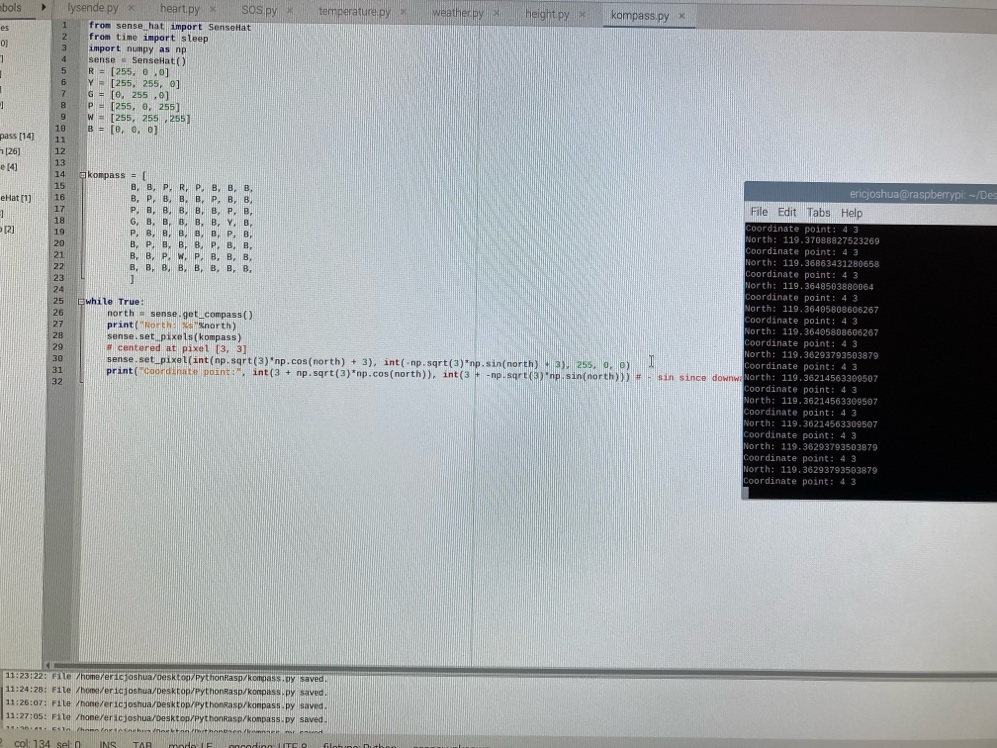 bols
lysende.py × heart.py × SOS.py × temperature.py × weather.py × height.py × kompass.py ×
es
0]
]
]
]
]
pass [14]
h [26]
e [4]
eHat [1]
]
p [2]
1 from sense_hat import SenseHat
2 from time import sleep
3 import numpy as np
4 sense = SenseHat()
5 R = [255, 0 ,0]
6 Y = [255, 255, 0]
7 G = [0, 255 ,0]
8 P = [255, 0, 255]
9 W = [255, 255 ,255]
10 B = [0, 0, 0]
11
12
13
14 kompass = [
15 B, B, P, R, P, B, B, B,
16 B, P, B, B, B, P, B, B,
17 P, B, B, B, B, B, P, B,
18 G, B, B, B, B, B, Y, B,
19 P, B, B, B, B, B, P, B,
20 B, P, B, B, B, P, B, B,
21 B, B, P, W, P, B, B, B,
22 B, B, B, B, B, B, B, B,
23 ]
24
25 while True:
26 north = sense.get_compass()
27 print("North: %s"%north)
28 sense.set_pixels(kompass)
29 # centered at pixel [3, 3]
30 sense.set_pixel(int(np.sqrt(3)*np.cos(north) + 3), int(-np.sqrt(3)*np.sin(north) + 3), 255, 0, 0)
31 print("Coordinate point:", int(3 + np.sqrt(3)*np.cos(north)), int(3 + -np.sqrt(3)*np.sin(north))) # - sin since downwa
32
ericjoshua@raspberrypi: ~/Des
File Edit Tabs Help
Coordinate point: 4 3
North: 119.37088827523269
Coordinate point: 4 3
North: 119.36863431280658
Coordinate point: 4 3
North: 119.3648503880064
Coordinate point: 4 3
North: 119.36405808606267
Coordinate point: 4 3
North: 119.36405808606267
Coordinate point: 4 3
North: 119.36293793503879
Coordinate point: 4 3
North: 119.36214563309507
Coordinate point: 4 3
North: 119.36214563309507
Coordinate point: 4 3
North: 119.36214563309507
Coordinate point: 4 3
North: 119.36293793503879
Coordinate point: 4 3
North: 119.36293793503879
Coordinate point: 4 3
11:23:22: File /home/ericjoshua/Desktop/PythonRasp/kompass.py saved.
11:24:28: File /home/ericjoshua/Desktop/PythonRasp/kompass.py saved.
11:26:07: File /home/ericjoshua/Desktop/PythonRasp/kompass.py saved.
11:27:05: File /home/ericjoshua/Desktop/PythonRasp/kompass.py saved.
File /home/ericjoshua/Desktop/PythonRasp/kompass.py saved.
col: 134 sel: 0 INS TAB mode: LF encoding: UTF-8 filetype: Python